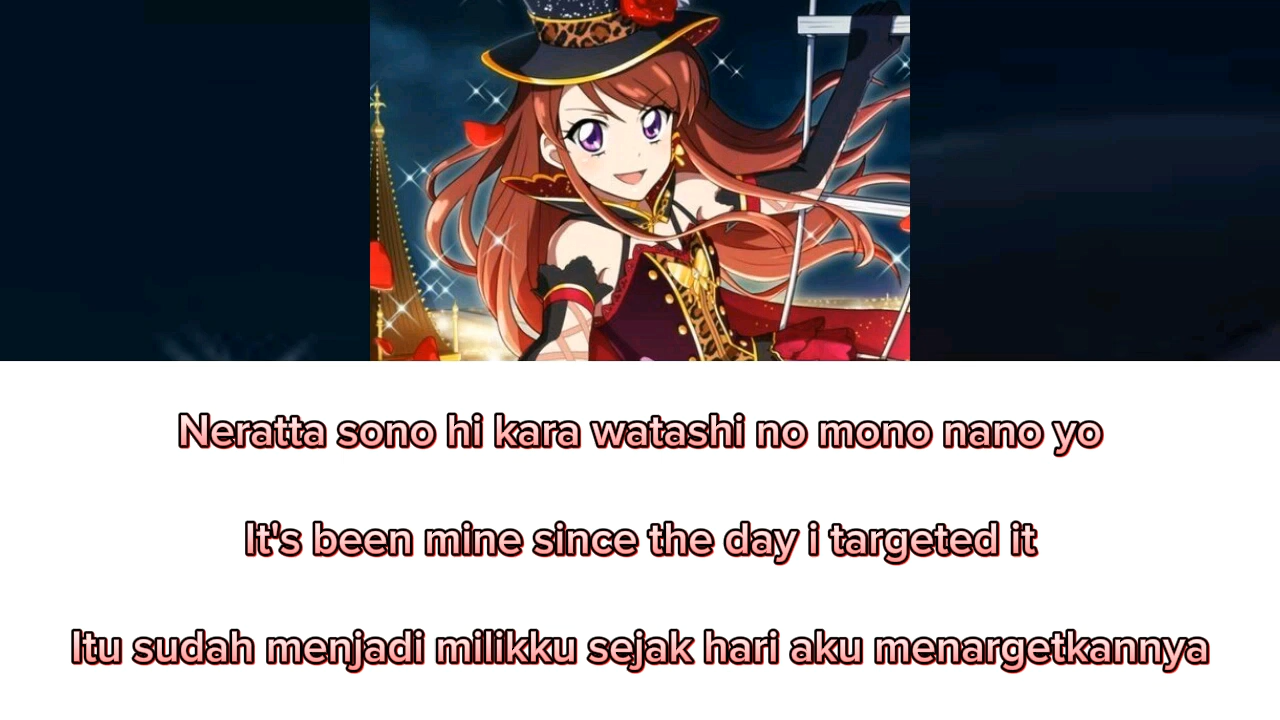 Neratta sono hi kara watashi no mono nano yo
It's been mine since the day i targeted it
Itu sudah menjadi milikku sejak hari aku menargetkannya